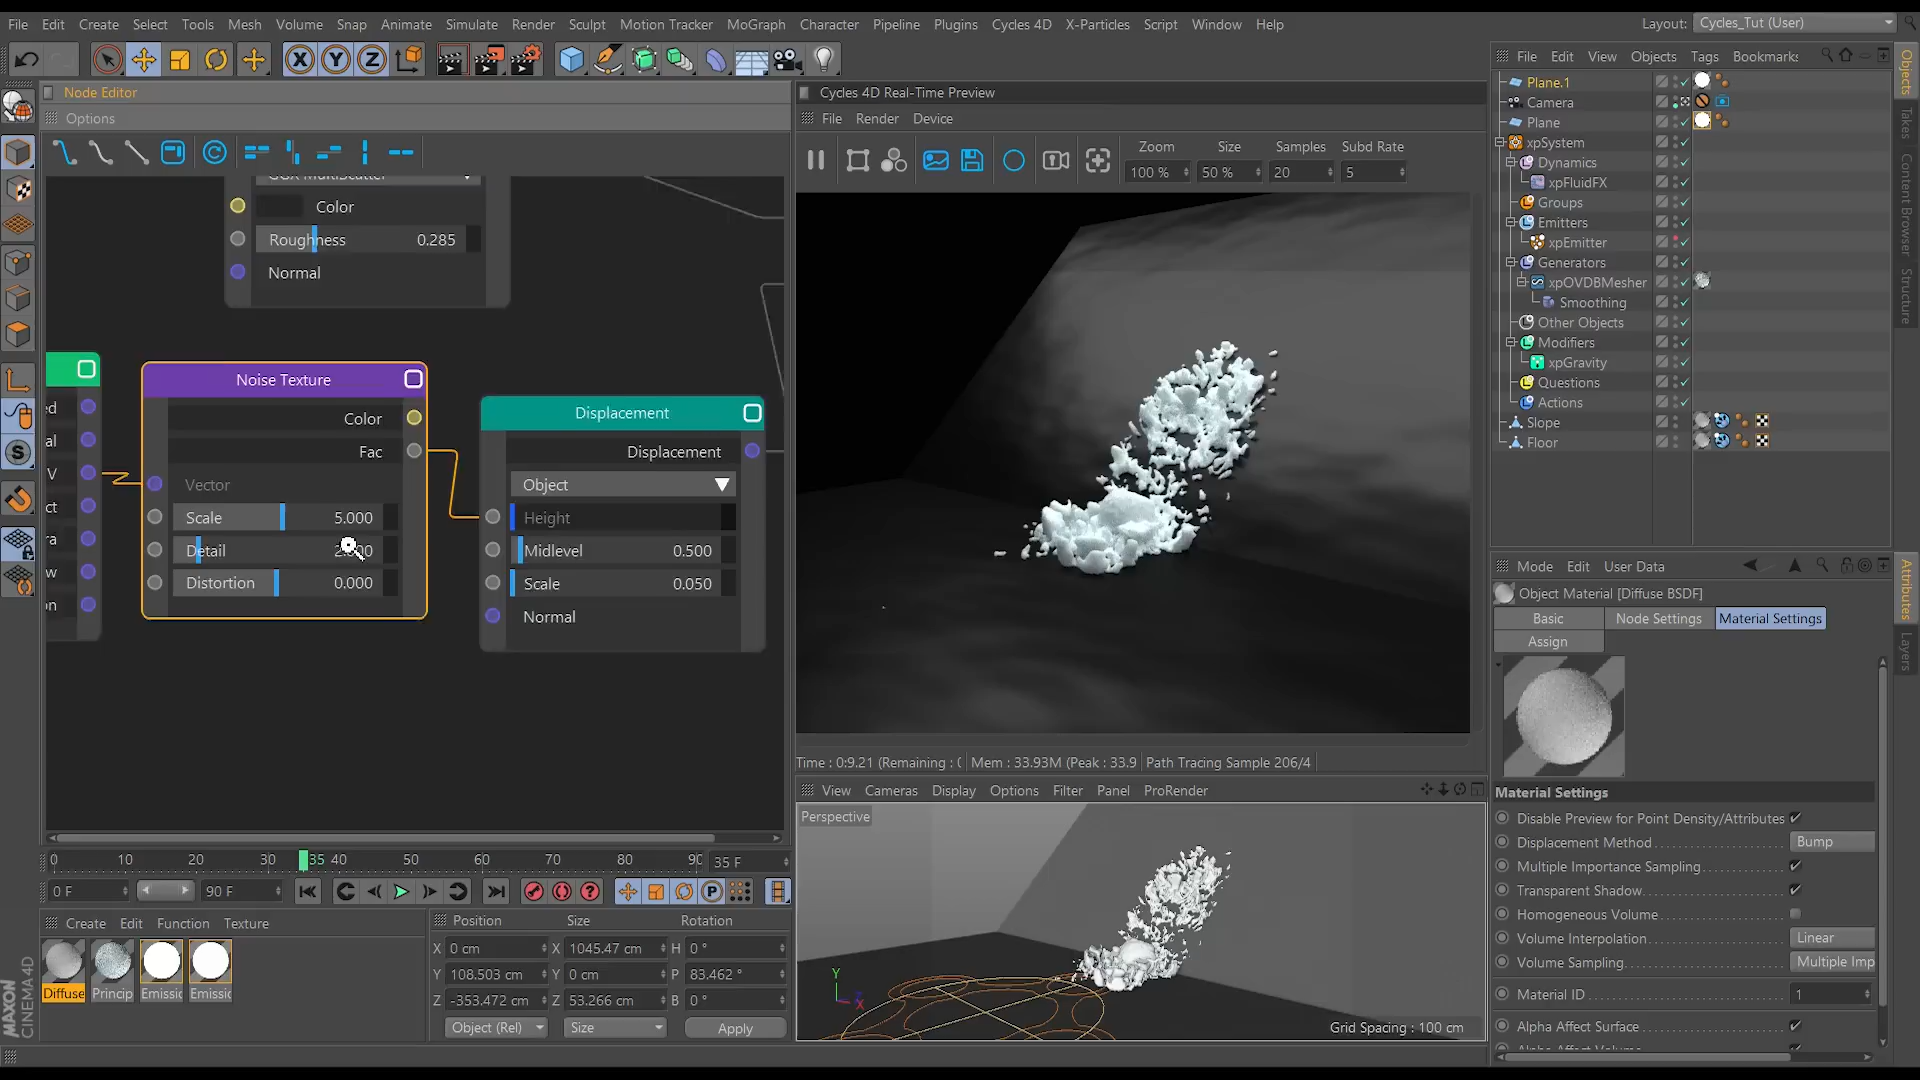 File Edit Create Select Tools Mesh Volume Snap Animate Simulate Render Sculpt Motion Tracker MoGraph Character Pipeline Plugins Cycles 4D X-Particles Script Window Help Layout: Cycles_Tut (User)
Node Editor
Options
Color
Roughness 0.285
Normal
Noise Texture
Color
Fac
Vector
Scale 5.000
Detail
Distortion 0.000
Displacement
Displacement
Object
Height
Midlevel 0.500
Scale 0.050
Normal
Cycles 4D Real-Time Preview
File Render Device
Zoom Size Samples Subd Rate
100 % 50 % 20 5
Time : 0:9.21 (Remaining : ( Mem : 33.93M (Peak : 33.9 Path Tracing Sample 206/4
View Cameras Display Options Filter Panel ProRender
Perspective
Y
X
Grid Spacing : 100 cm
0 10 20 30 35 40 50 60 70 80 9( 35 F
0 F 90 F
Create Edit Function Texture
Diffuse Princip Emissic Emissic
Position Size Rotation
X 0 cm X 1045.47 cm H 0 °
Y 108.503 cm Y 0 cm P 83.462 °
Z -353.472 cm Z 53.266 cm B 0 °
Object (Rel) Size Apply
MAXON
CINEMA4D
File Edit View Objects Tags Bookmarks
Plane.1
Camera
Plane
xpSystem
Dynamics
xpFluidFX
Groups
Emitters
xpEmitter
Generators
xpOVDBMesher
Smoothing
Other Objects
Modifiers
xpGravity
Questions
Actions
Slope
Floor
Objects
Takes
Content Browser
Structure
Mode Edit User Data
Object Material [Diffuse BSDF]
Basic Node Settings Material Settings
Assign
Material Settings
Disable Preview for Point Density/Attributes
Displacement Method Bump
Multiple Importance Sampling
Transparent Shadow
Homogeneous Volume
Volume Interpolation Linear
Volume Sampling Multiple Imp
Material ID 1
Alpha Affect Surface
Attributes
Layers